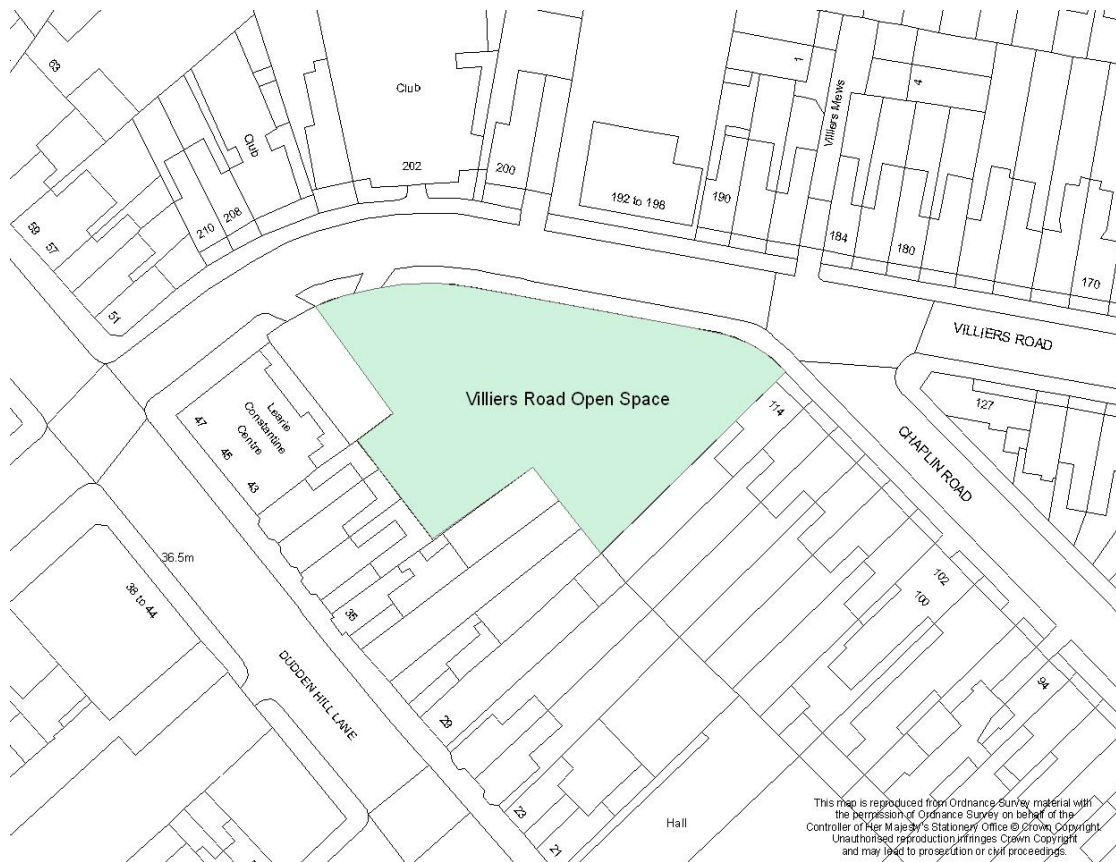 63
Club
Club
202
200
192 to 198
190
1
Villiers Mews
4
184
180
170
59
57
51
210
208
VILLIERS ROAD
Villiers Road Open Space
114
127
CHAPLIN ROAD
47
45
43
Learie
Constantine
Centre
36.5m
38 to 44
35
DUDDEN HILL LANE
29
23
21
Hall
102
100
94
This map is reproduced from Ordnance Survey material with
the permission of Ordnance Survey on behalf of the
Controller of Her Majesty's Stationery Office © Crown Copyright.
Unauthorised reproduction infringes Crown Copyright
and may lead to prosecution or civil proceedings.